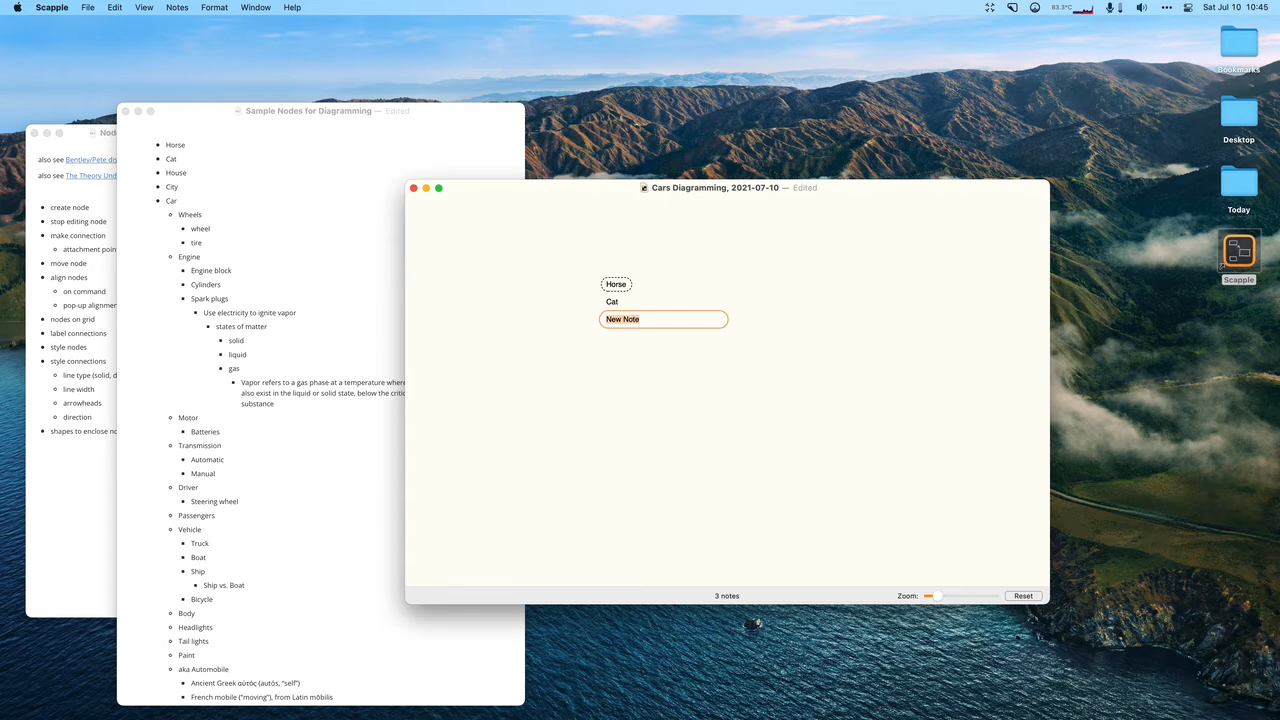 Scapple File Edit View Notes Format Window Help
83.3°C
Sat Jul 10 10:45
Bookmarks
Desktop
Today
Scapple
also see Bentley/Pete dis
also see The Theory Und
create node
stop editing node
make connection
attachment poin
move node
align nodes
on command
pop-up alignmen
nodes on grid
label connections
style nodes
style connections
line type (solid, d
line width
arrowheads
direction
shapes to enclose no
Sample Nodes for Diagramming — Edited
Horse
Cat
House
City
Car
Wheels
wheel
tire
Engine
Engine block
Cylinders
Spark plugs
Use electricity to ignite vapor
states of matter
solid
liquid
gas
Vapor refers to a gas phase at a temperature where
also exist in the liquid or solid state, below the critic
substance
Motor
Batteries
Transmission
Automatic
Manual
Driver
Steering wheel
Passengers
Vehicle
Truck
Boat
Ship
Ship vs. Boat
Bicycle
Body
Headlights
Tail lights
Paint
aka Automobile
Ancient Greek αὐτός (autós, “self”)
French mobile (“moving”), from Latin mōbilis
Cars Diagramming, 2021-07-10 — Edited
Horse
Cat
New Note
3 notes
Zoom:
Reset